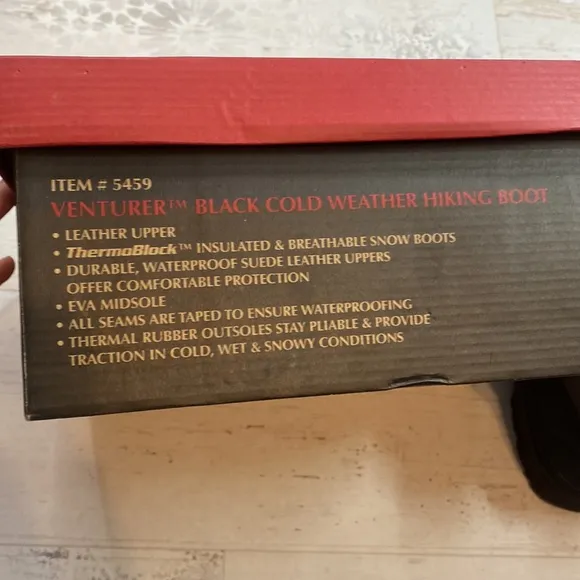 ITEM # 5459
VENTURER™ BLACK COLD WEATHER HIKING BOOT
• LEATHER UPPER
• ThermoBlock™ INSULATED & BREATHABLE SNOW BOOTS
• DURABLE, WATERPROOF SUEDE LEATHER UPPERS
OFFER COMFORTABLE PROTECTION
• EVA MIDSOLE
• ALL SEAMS ARE TAPED TO ENSURE WATERPROOFING
• THERMAL RUBBER OUTSOLES STAY PLIABLE & PROVIDE
TRACTION IN COLD, WET & SNOWY CONDITIONS